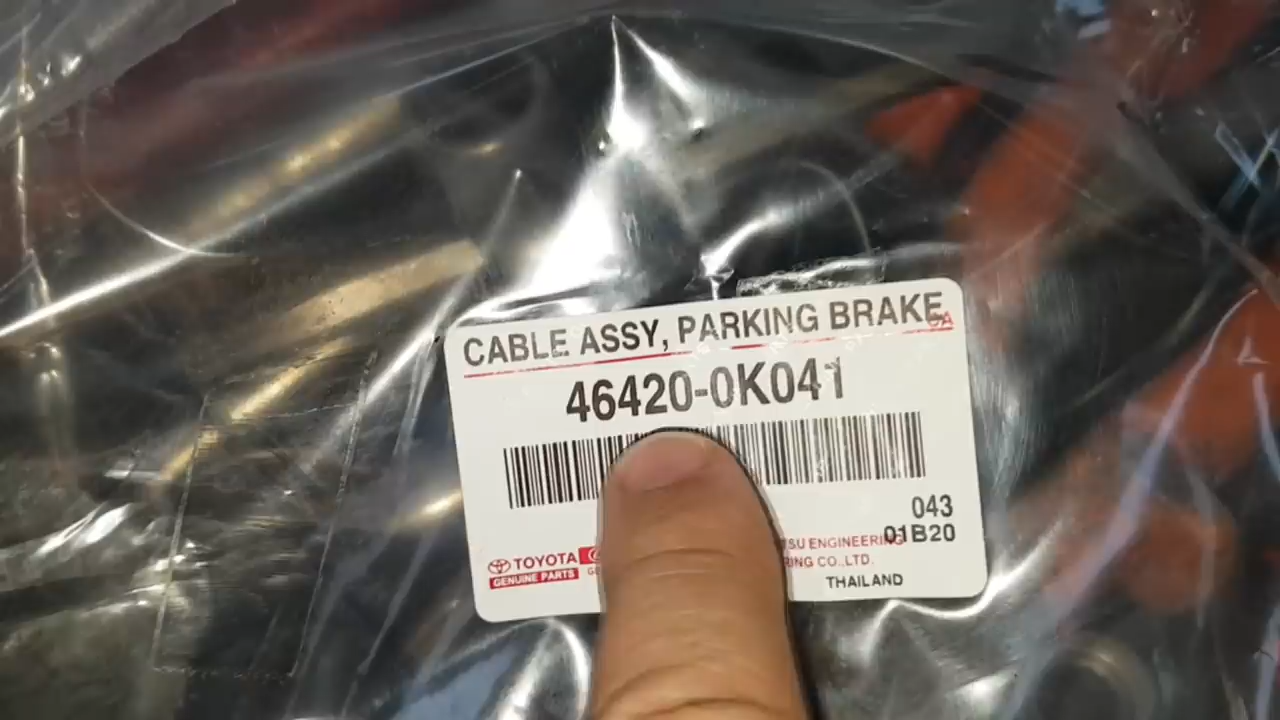 CABLE ASSY, PARKING BRAKE
46420-0K041
043
01B20
TOYOTA
GENUINE PARTS
ENGINEERING
CO.,LTD.
THAILAND